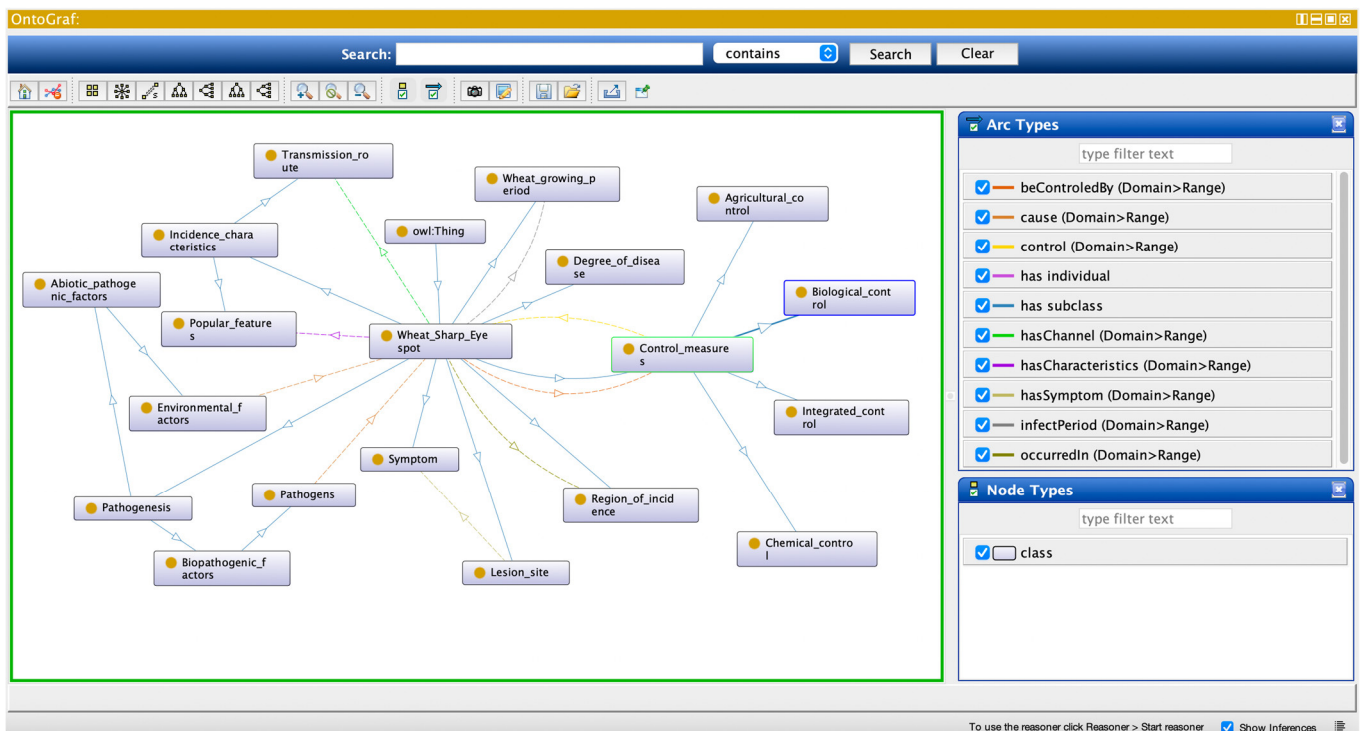 OntoGraf:
Search:
contains
Search
Clear
Transmission_ro
ute
Wheat_growing_p
eriod
Agricultural_co
ntrol
Incidence_chara
cteristics
owl:Thing
Degree_of_disea
se
Abiotic_pathoge
nic_factors
Biological_cont
rol
Popular_feature
s
Wheat_Sharp_Eye
spot
Control_measure
s
Environmental_f
actors
Integrated_cont
rol
Symptom
Pathogens
Region_of_incid
ence
Pathogenesis
Chemical_contro
l
Biopathogenic_f
actors
Lesion_site
Arc Types
type filter text
beControledBy (Domain>Range)
cause (Domain>Range)
control (Domain>Range)
has individual
has subclass
hasChannel (Domain>Range)
hasCharacteristics (Domain>Range)
hasSymptom (Domain>Range)
infectPeriod (Domain>Range)
occurredIn (Domain>Range)
Node Types
type filter text
class
To use the reasoner click Reasoner > Start reasoner
Show Inferences